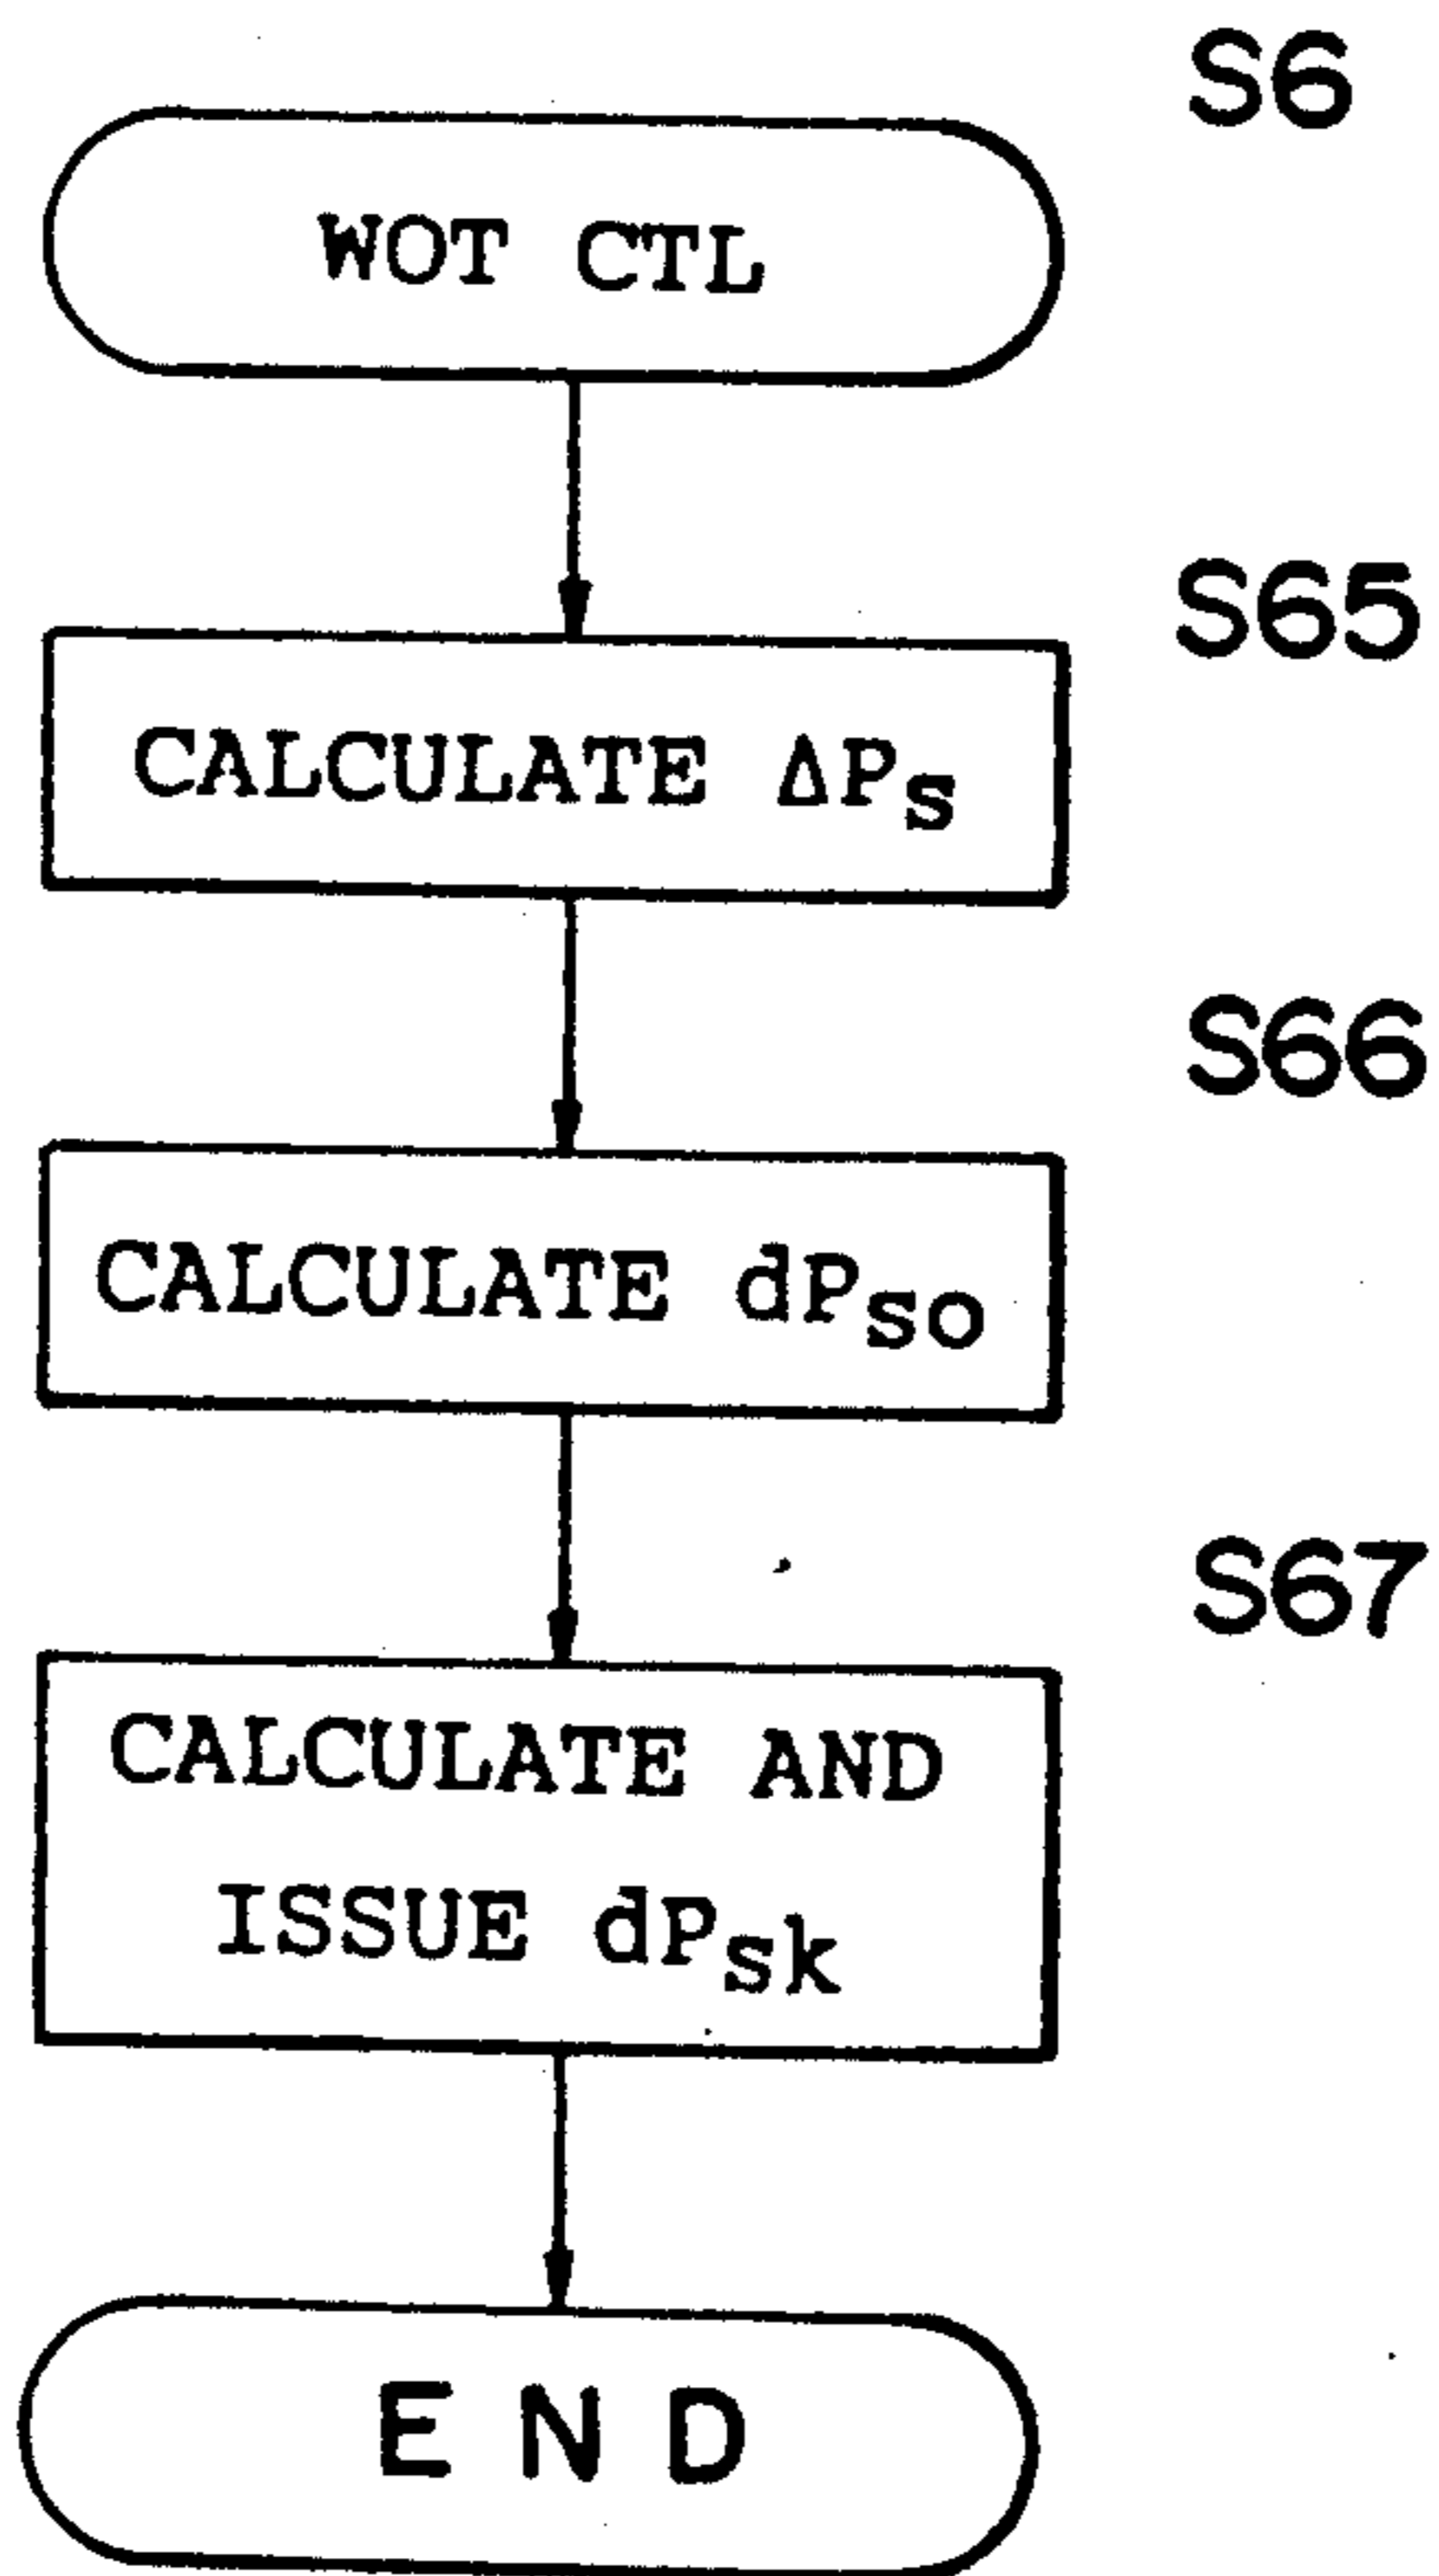 S6
WOT CTL
S65
CALCULATE ΔPs
S66
CALCULATE dPso
S67
CALCULATE AND
ISSUE dPsk
END